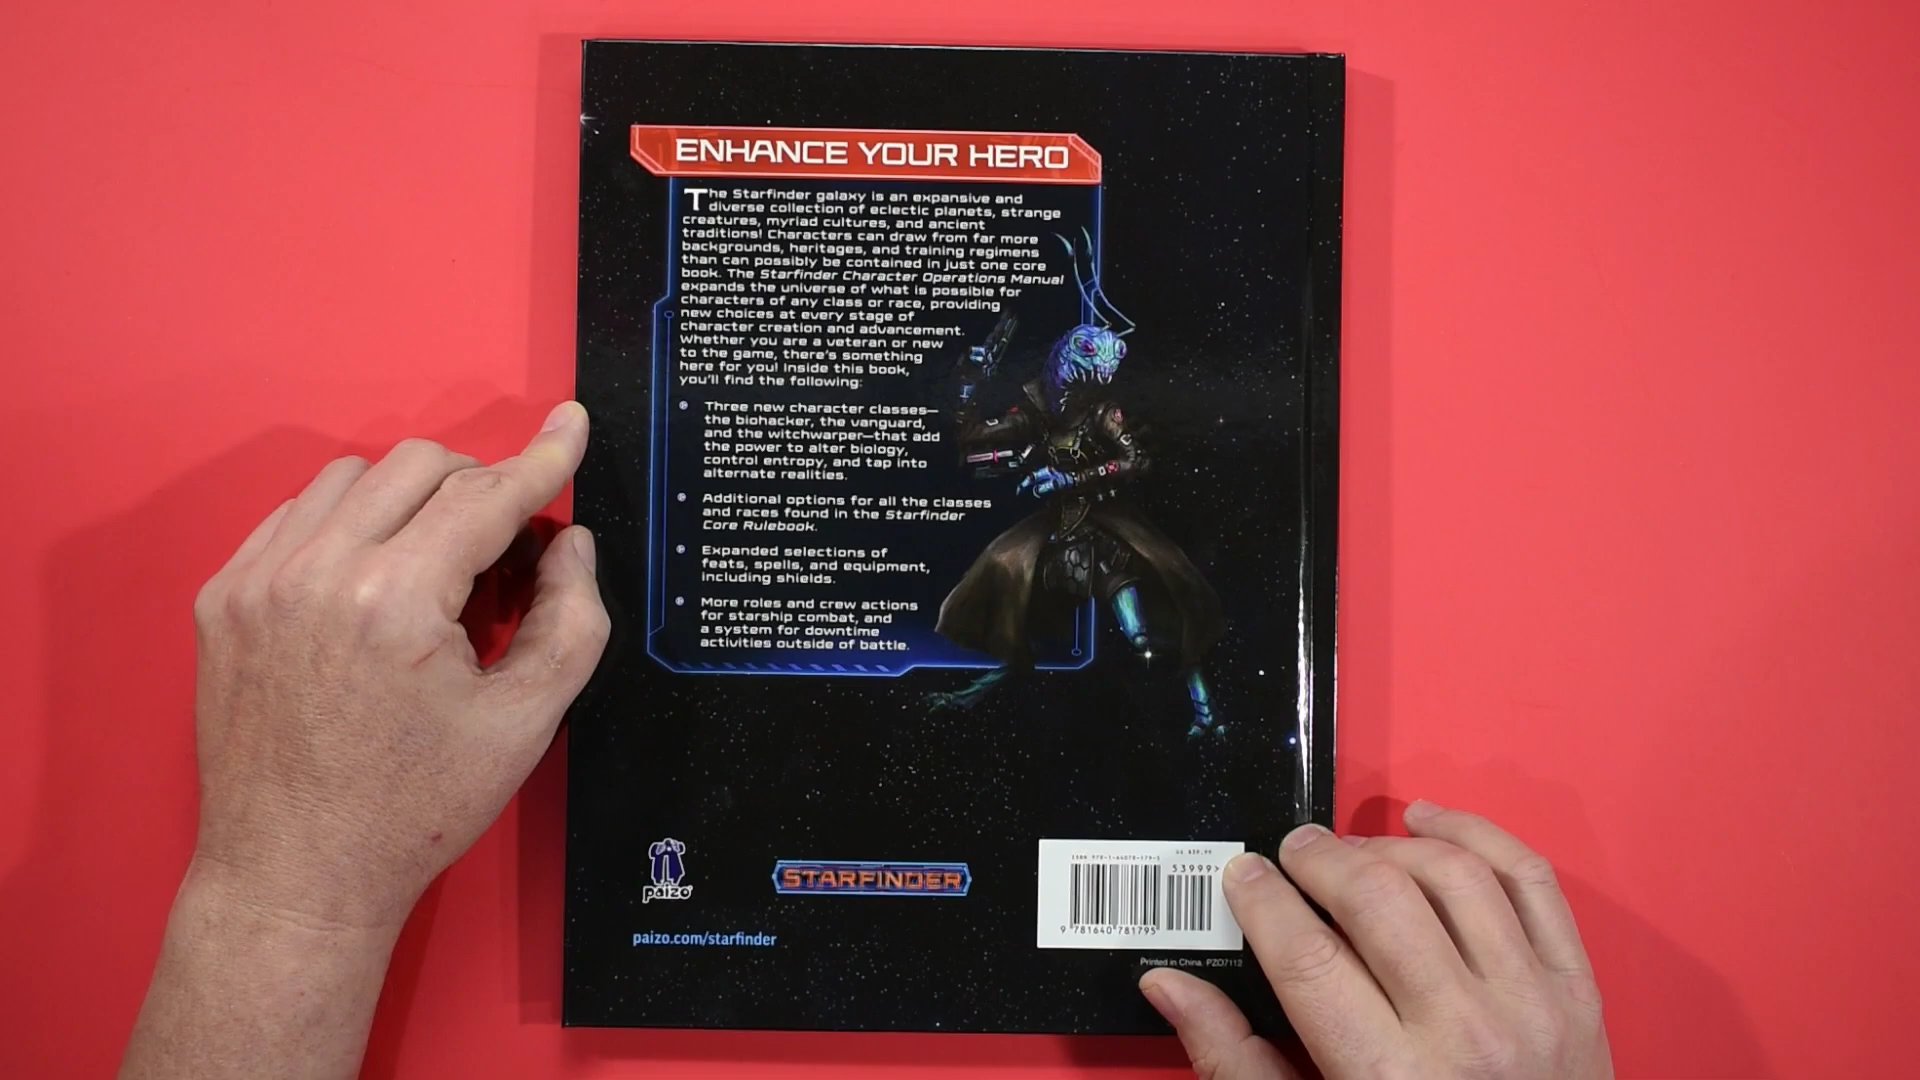 ENHANCE YOUR HERO
The Starfinder galaxy is an expansive and
diverse collection of eclectic planets, strange
creatures, myriad cultures, and ancient
traditions! Characters can draw from far more
backgrounds, heritages, and training regimens
than can possibly be contained in just one core
book. The Starfinder Character Operations Manual
expands the universe of what is possible for
characters of any class or race, providing
new choices at every stage of
character creation and advancement.
Whether you are a veteran or new
to the game, there's something
here for you! Inside this book,
you'll find the following:
Three new character classes—
the biohacker, the vanguard,
and the witchwarper—that add
the power to alter biology,
control entropy, and tap into
alternate realities.
Additional options for all the classes
and races found in the Starfinder
Core Rulebook.
Expanded selections of
feats, spells, and equipment,
including shields.
More roles and crew actions
for starship combat, and
a system for downtime
activities outside of battle.
paizo
STARFINDER
paizo.com/starfinder
ISBN 978-1-64078-179-5
$39.99
53999>
9 781640 781795
Printed in China. PZO7112